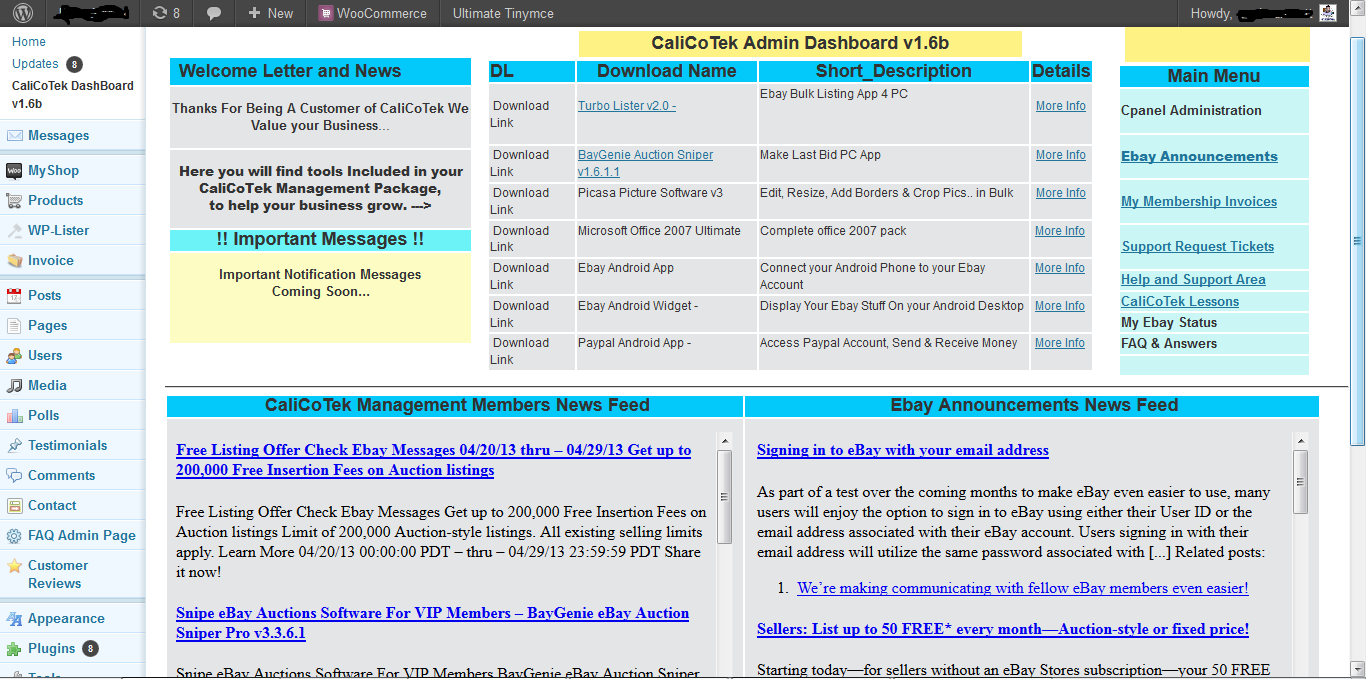 8
New
WooCommerce
Ultimate Tinymce
Howdy,
Home
Updates 8
CaliCoTek DashBoard
v1.6b
Messages
MyShop
Products
WP-Lister
Invoice
Posts
Pages
Users
Media
Polls
Testimonials
Comments
Contact
FAQ Admin Page
Customer
Reviews
Appearance
Plugins 8
CaliCoTek Admin Dashboard v1.6b
Welcome Letter and News
Thanks For Being A Customer of CaliCoTek We
Value your Business...
Here you will find tools Included in your
CaliCoTek Management Package,
to help your business grow. --->
!! Important Messages !!
Important Notification Messages
Coming Soon...
DL Download Name Short_Description Details
Download
Link
Turbo Lister v2.0 -
Ebay Bulk Listing App 4 PC
More Info
Download
Link
BayGenie Auction Sniper
v1.6.1.1
Make Last Bid PC App
More Info
Download
Link
Picasa Picture Software v3
Edit, Resize, Add Borders & Crop Pics.. in Bulk
More Info
Download
Link
Microsoft Office 2007 Ultimate
Complete office 2007 pack
More Info
Download
Link
Ebay Android App
Connect your Android Phone to your Ebay
Account
More Info
Download
Link
Ebay Android Widget -
Display Your Ebay Stuff On your Android Desktop
More Info
Download
Link
Paypal Android App -
Access Paypal Account, Send & Receive Money
More Info
Main Menu
Cpanel Administration
Ebay Announcements
My Membership Invoices
Support Request Tickets
Help and Support Area
CaliCoTek Lessons
My Ebay Status
FAQ & Answers
CaliCoTek Management Members News Feed
Free Listing Offer Check Ebay Messages 04/20/13 thru – 04/29/13 Get up to
200,000 Free Insertion Fees on Auction listings
Free Listing Offer Check Ebay Messages Get up to 200,000 Free Insertion Fees on
Auction listings Limit of 200,000 Auction-style listings. All existing selling limits
apply. Learn More 04/20/13 00:00:00 PDT – thru – 04/29/13 23:59:59 PDT Share
it now!
Snipe eBay Auctions Software For VIP Members – BayGenie eBay Auction
Sniper Pro v3.3.6.1
Snipe eBay Auctions Software For VIP Members BayGenie eBay Auction Sniper
Ebay Announcements News Feed
Signing in to eBay with your email address
As part of a test over the coming months to make eBay even easier to use, many
users will enjoy the option to sign in to eBay using either their User ID or the
email address associated with their eBay account. Users signing in with their
email address will utilize the same password associated with [...] Related posts:
1. We're making communicating with fellow eBay members even easier!
Sellers: List up to 50 FREE* every month—Auction-style or fixed price!
Starting today—for sellers without an eBay Stores subscription—your 50 FREE